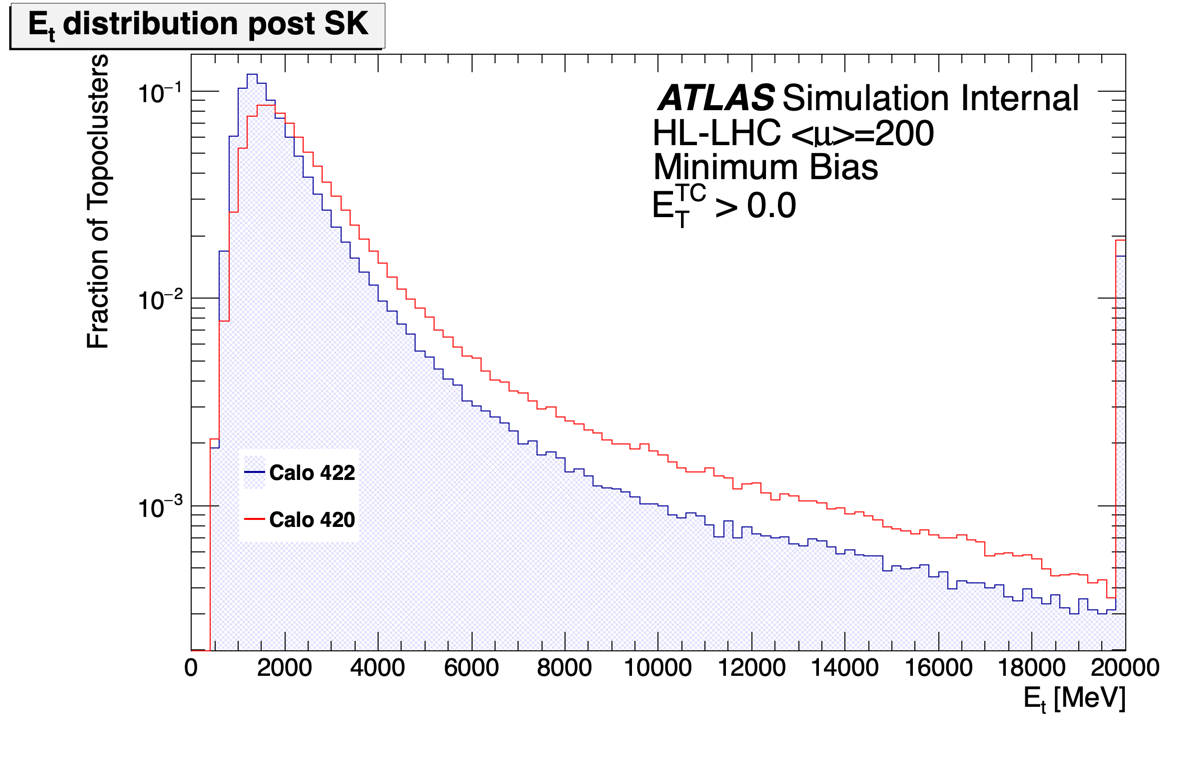 E_t distribution post SK
Fraction of Topoclusters
10^−1
10^−2
10^−3
ATLAS Simulation Internal
HL-LHC <μ>=200
Minimum Bias
E_T^TC > 0.0
Calo 422
Calo 420
0 2000 4000 6000 8000 10000 12000 14000 16000 18000 20000
E_t [MeV]